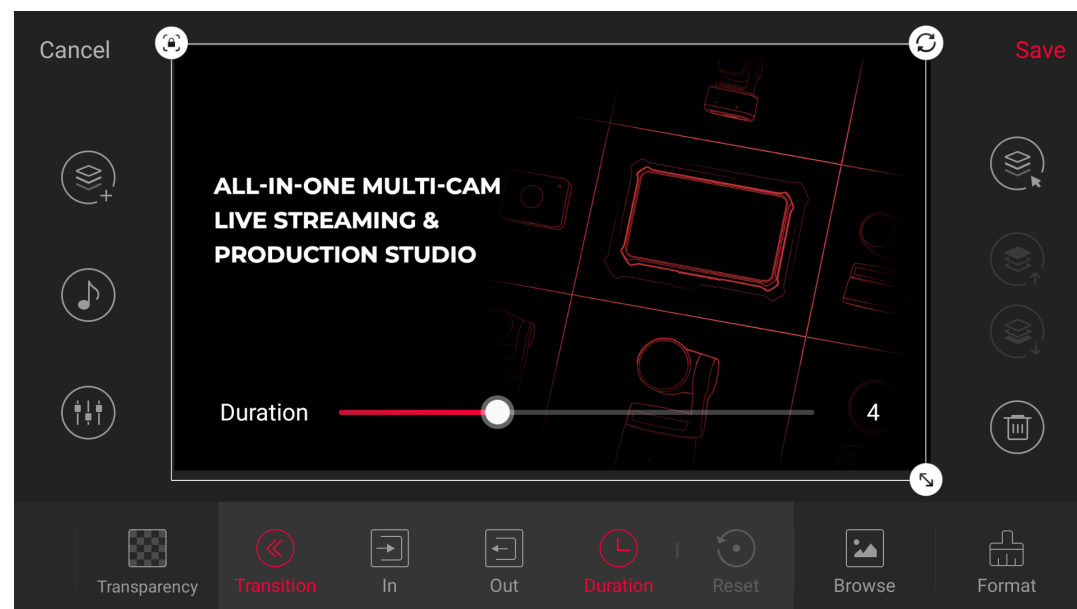 Cancel
Save
ALL-IN-ONE MULTI-CAM
LIVE STREAMING &
PRODUCTION STUDIO
Duration
4
Transparency
Transition
In
Out
Duration
Reset
Browse
Format